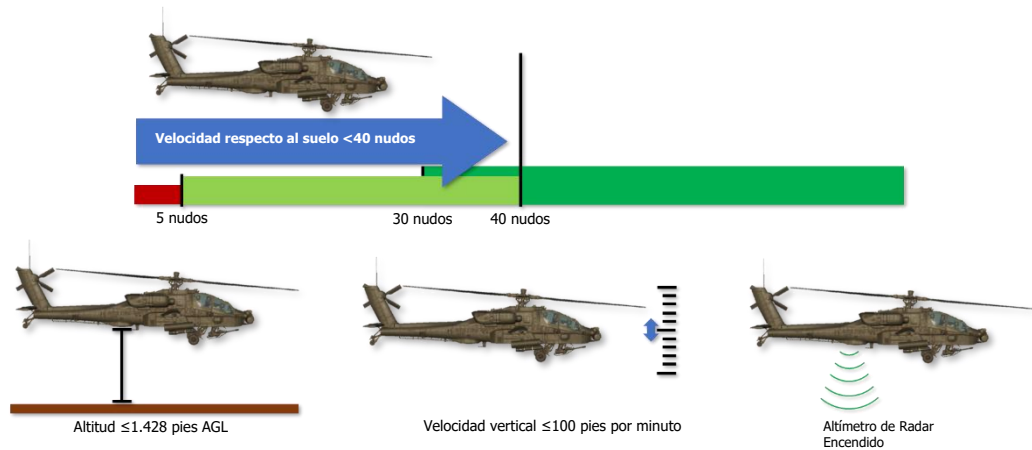 Velocidad respecto al suelo <40 nudos
5 nudos
30 nudos
40 nudos
Altitud ≤1.428 pies AGL
Velocidad vertical ≤100 pies por minuto
Altímetro de Radar
Encendido